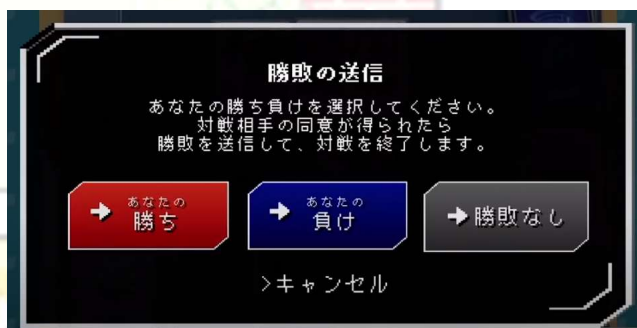 勝敗の送信
あなたの勝ち負けを選択してください。
対戦相手の同意が得られたら
勝敗を送信して、対戦を終了します。
あなたの
勝ち
あなたの
負け
勝敗なし
>キャンセル